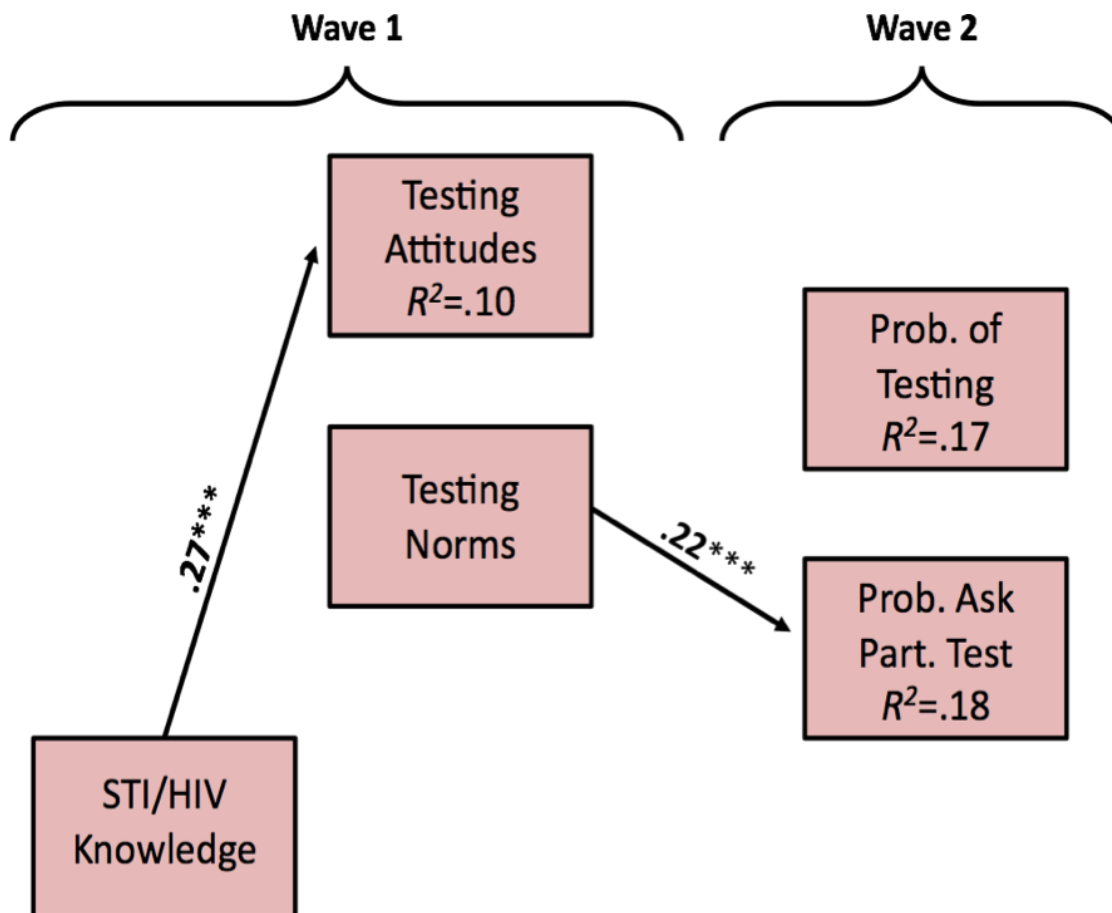 Wave 1
Wave 2
Testing
Attitudes
R²=.10
Prob. of
Testing
R²=.17
Testing
Norms
.27***
.22***
Prob. Ask
Part. Test
R²=.18
STI/HIV
Knowledge